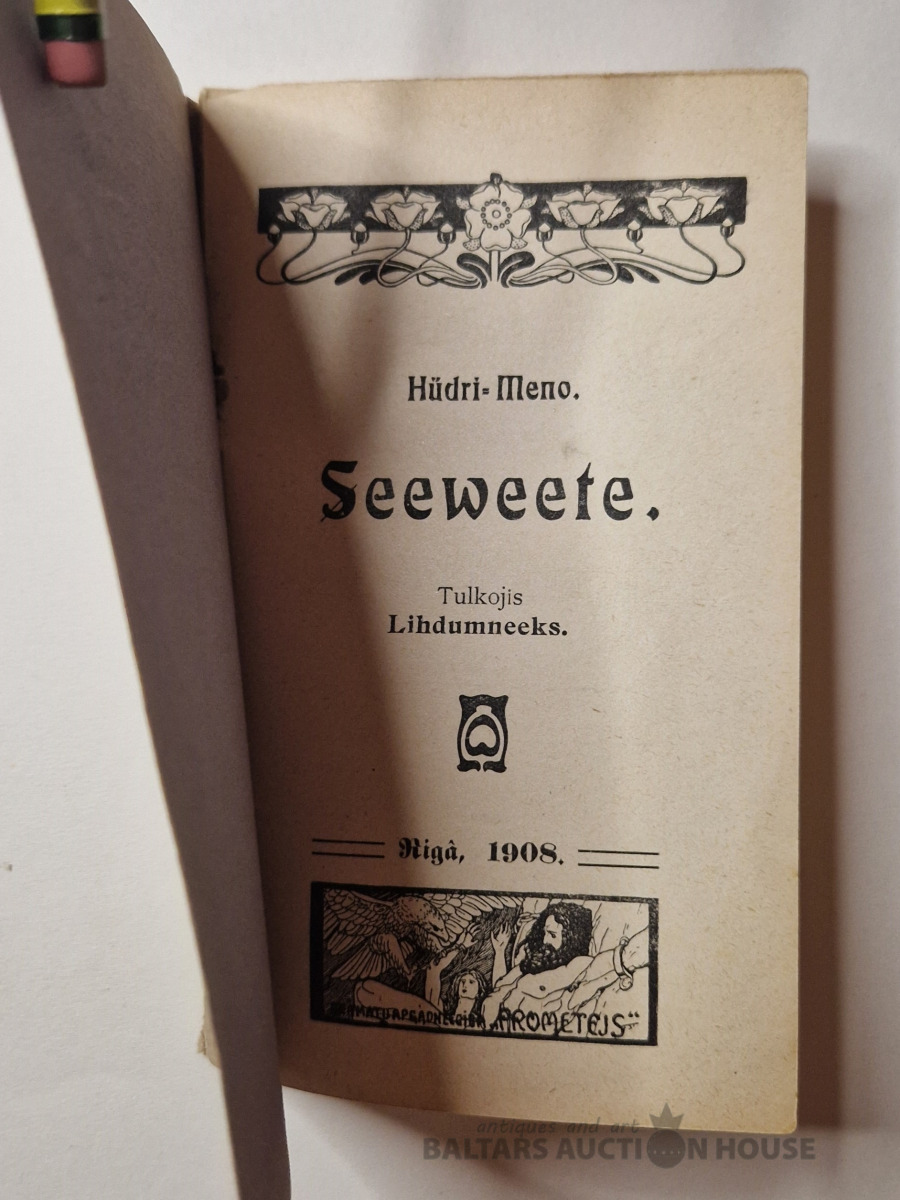 Hüdri-Meno.
Seeweete.
Tulkojis
Lihdumneeks.
Rigâ, 1908.
„PROMETEJS“
antiques and art
BALTARS AUCTION HOUSE